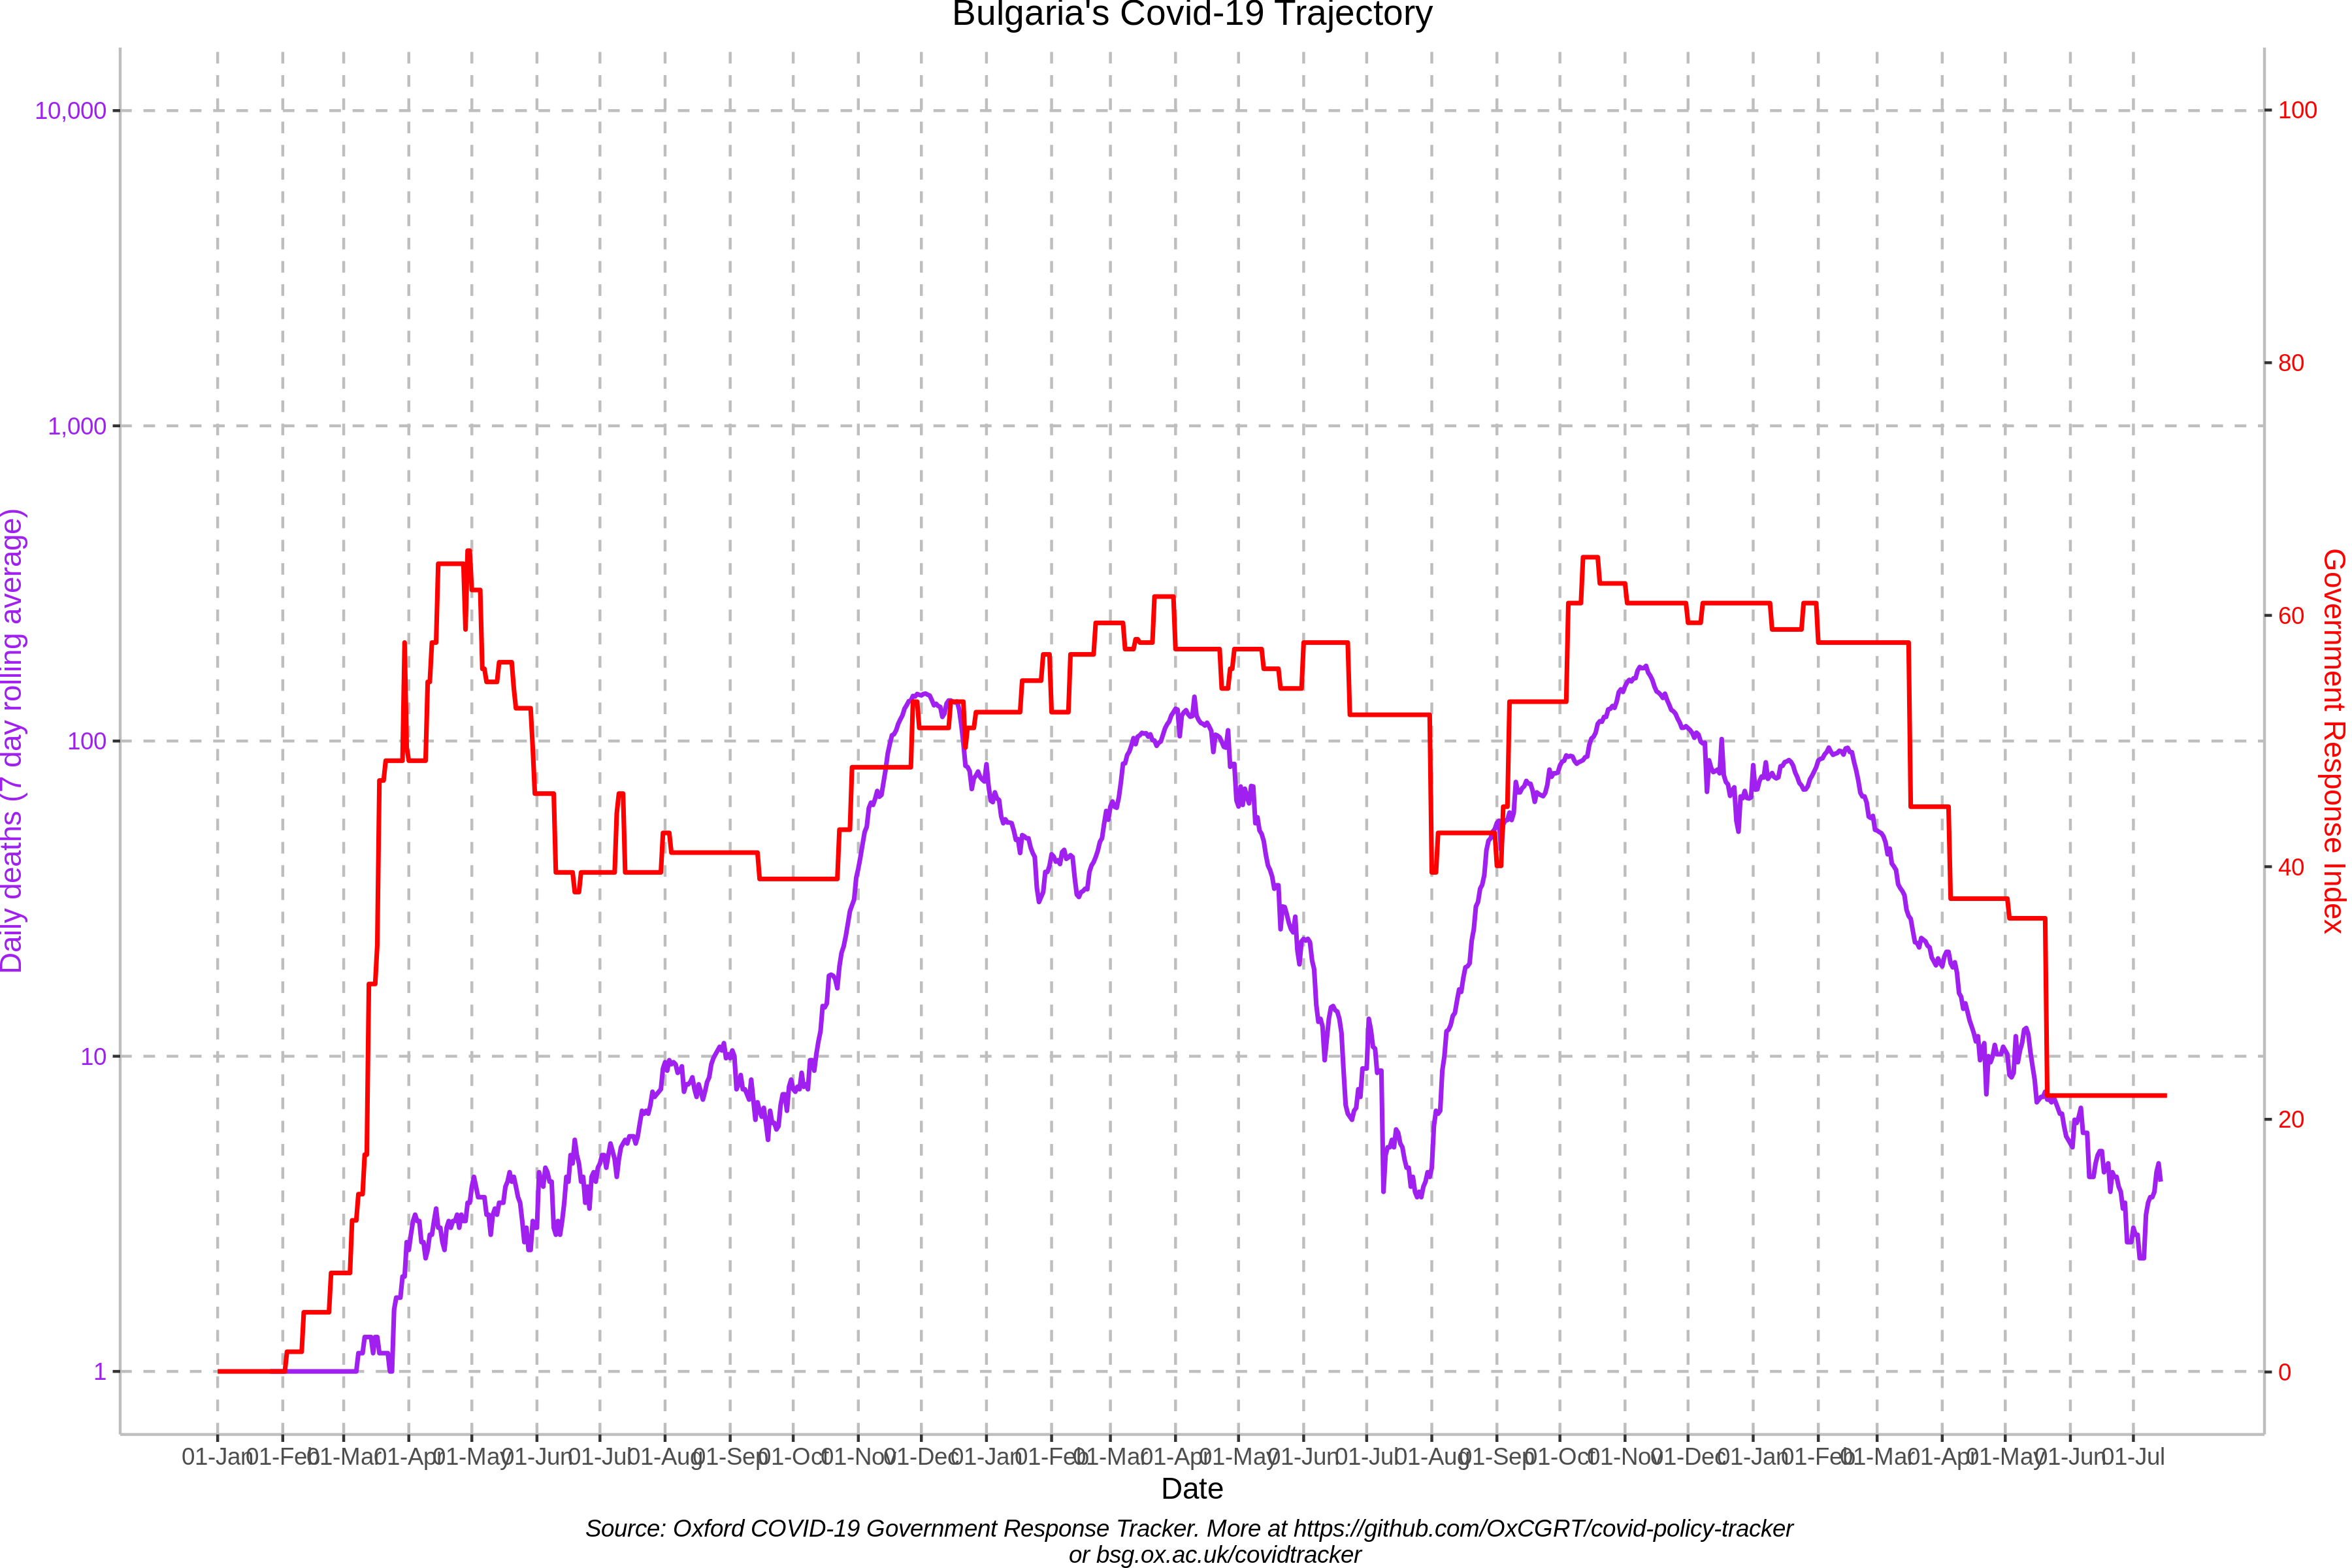 Bulgaria's Covid-19 Trajectory
10,000
1,000
100
10
1
Daily deaths (7 day rolling average)
100
80
60
40
20
0
Government Response Index
01-Jan 01-Feb 01-Mar 01-Apr 01-May 01-Jun 01-Jul 01-Aug 01-Sep 01-Oct 01-Nov 01-Dec 01-Jan 01-Feb 01-Mar 01-Apr 01-May 01-Jun 01-Jul 01-Aug 01-Sep 01-Oct 01-Nov 01-Dec 01-Jan 01-Feb 01-Mar 01-Apr 01-May 01-Jun 01-Jul
Date
Source: Oxford COVID-19 Government Response Tracker. More at https://github.com/OxCGRT/covid-policy-tracker
or bsg.ox.ac.uk/covidtracker